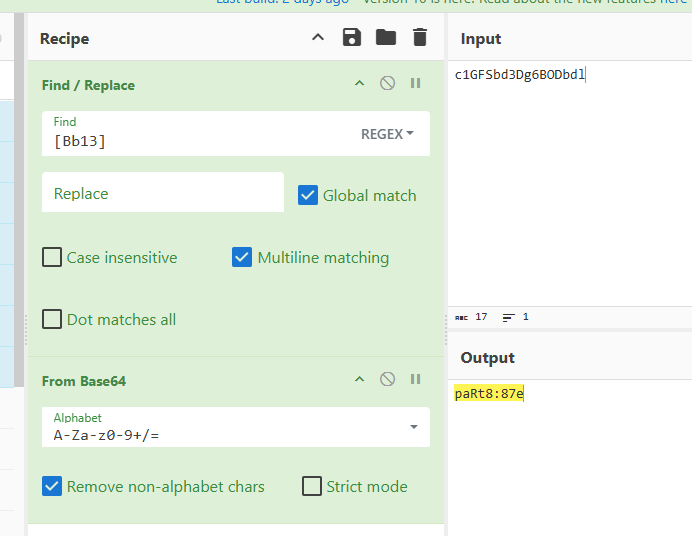 Last build: 2 days ago - Version 10 is here! Read about the new features here
Recipe
Find / Replace
Find
[Bb13]
REGEX
Replace
Global match
Case insensitive
Multiline matching
Dot matches all
From Base64
Alphabet
A-Za-z0-9+/=
Remove non-alphabet chars
Strict mode
Input
c1GFSbd3Dg6BODbdl
ABC 17 1
Output
paRt8:87e